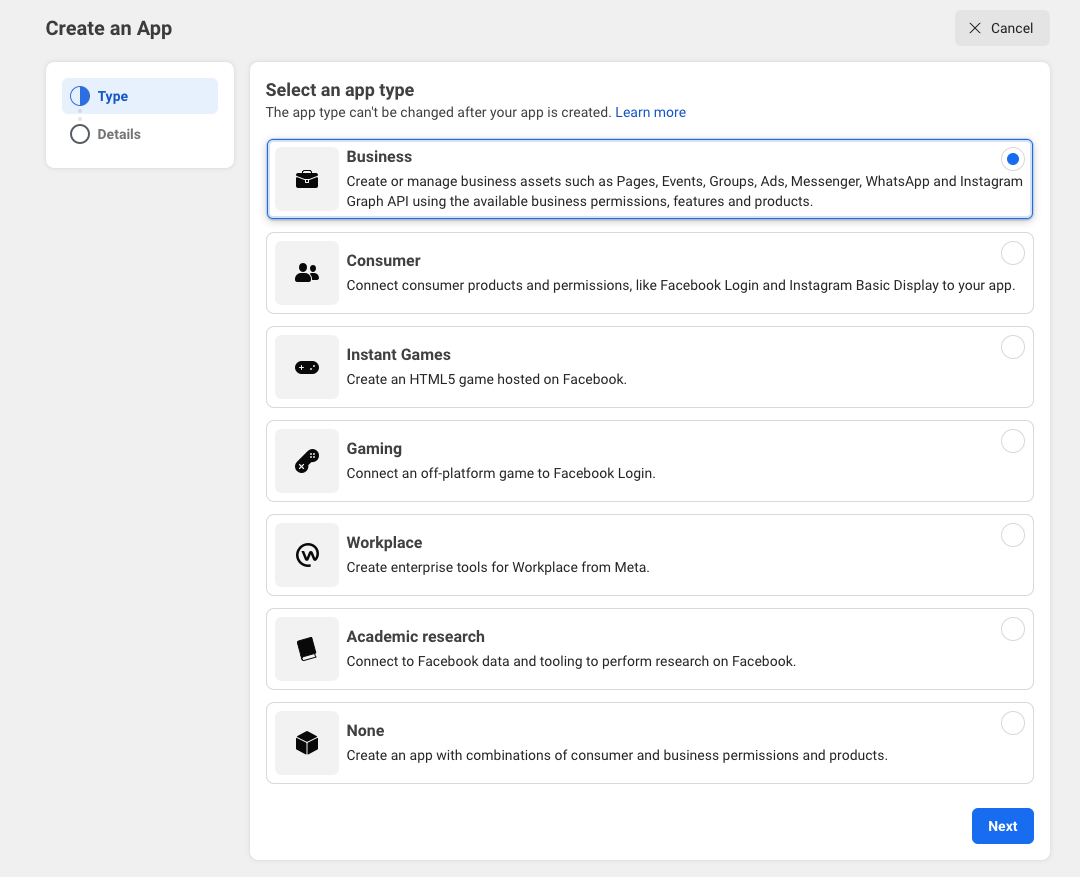 Create an App
Cancel
Type
Details
Select an app type
The app type can't be changed after your app is created. Learn more
Business
Create or manage business assets such as Pages, Events, Groups, Ads, Messenger, WhatsApp and Instagram
Graph API using the available business permissions, features and products.
Consumer
Connect consumer products and permissions, like Facebook Login and Instagram Basic Display to your app.
Instant Games
Create an HTML5 game hosted on Facebook.
Gaming
Connect an off-platform game to Facebook Login.
Workplace
Create enterprise tools for Workplace from Meta.
Academic research
Connect to Facebook data and tooling to perform research on Facebook.
None
Create an app with combinations of consumer and business permissions and products.
Next